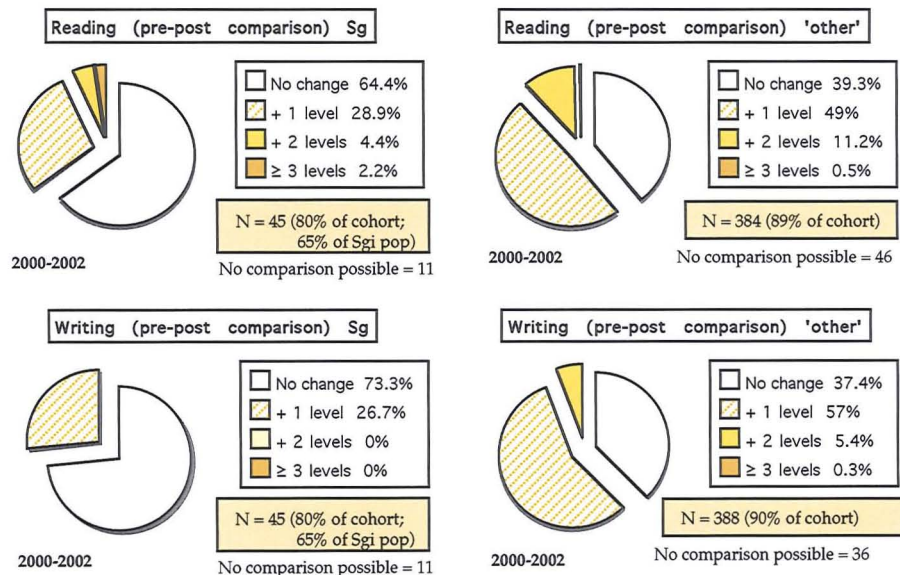 Reading (pre-post comparison) Sg
No change 64.4%
+ 1 level 28.9%
+ 2 levels 4.4%
≥ 3 levels 2.2%
N = 45 (80% of cohort;
65% of Sgi pop)
2000-2002
No comparison possible = 11
Reading (pre-post comparison) 'other'
No change 39.3%
+ 1 level 49%
+ 2 levels 11.2%
≥ 3 levels 0.5%
N = 384 (89% of cohort)
2000-2002
No comparison possible = 46
Writing (pre-post comparison) Sg
No change 73.3%
+ 1 level 26.7%
+ 2 levels 0%
≥ 3 levels 0%
N = 45 (80% of cohort;
65% of Sgi pop)
2000-2002
No comparison possible = 11
Writing (pre-post comparison) 'other'
No change 37.4%
+ 1 level 57%
+ 2 levels 5.4%
≥ 3 levels 0.3%
N = 388 (90% of cohort)
2000-2002
No comparison possible = 36